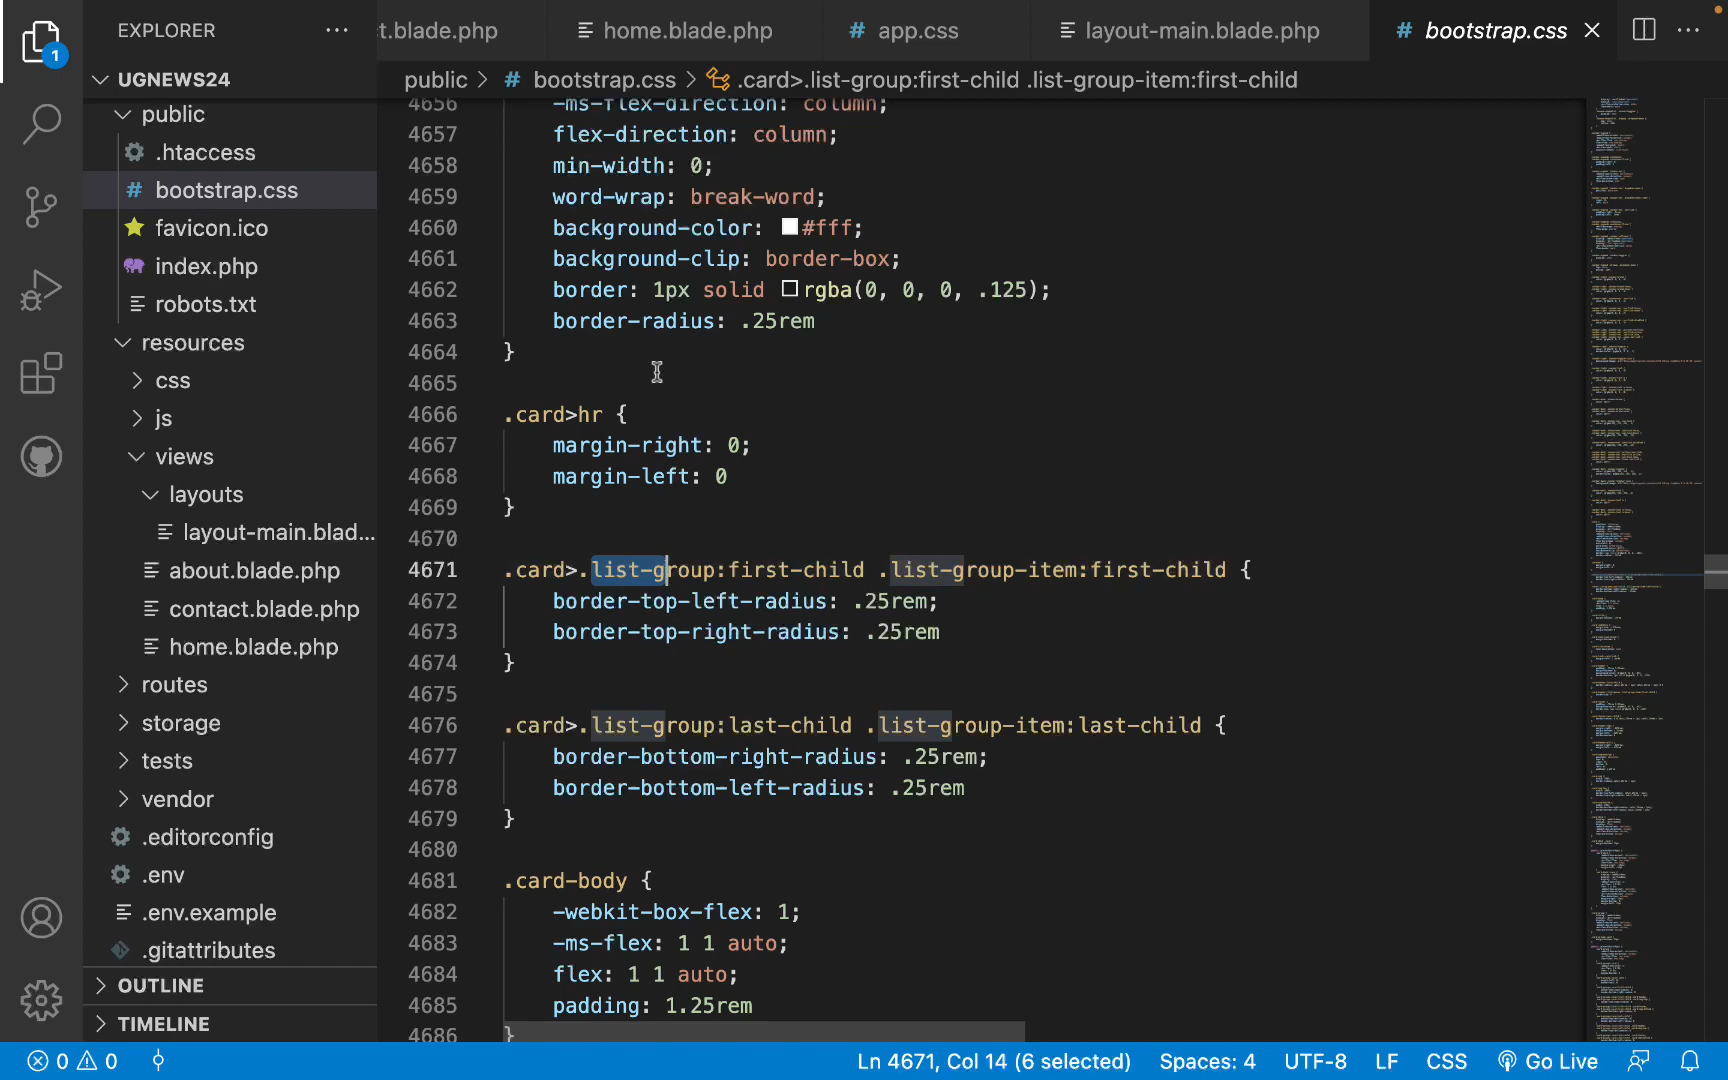 EXPLORER
t.blade.php
home.blade.php
# app.css
layout-main.blade.php
# bootstrap.css
UGNEWS24
public > # bootstrap.css > .card>.list-group:first-child .list-group-item:first-child
1
public
.htaccess
# bootstrap.css
favicon.ico
index.php
robots.txt
resources
css
js
views
layouts
layout-main.blad...
about.blade.php
contact.blade.php
home.blade.php
routes
storage
tests
vendor
.editorconfig
.env
.env.example
.gitattributes
OUTLINE
TIMELINE
4656 -ms-flex-direction: column;
4657 flex-direction: column;
4658 min-width: 0;
4659 word-wrap: break-word;
4660 background-color: #fff;
4661 background-clip: border-box;
4662 border: 1px solid rgba(0, 0, 0, .125);
4663 border-radius: .25rem
4664 }
4665
4666 .card>hr {
4667 margin-right: 0;
4668 margin-left: 0
4669 }
4670
4671 .card>.list-group:first-child .list-group-item:first-child {
4672 border-top-left-radius: .25rem;
4673 border-top-right-radius: .25rem
4674 }
4675
4676 .card>.list-group:last-child .list-group-item:last-child {
4677 border-bottom-right-radius: .25rem;
4678 border-bottom-left-radius: .25rem
4679 }
4680
4681 .card-body {
4682 -webkit-box-flex: 1;
4683 -ms-flex: 1 1 auto;
4684 flex: 1 1 auto;
4685 padding: 1.25rem
4686 }
0 0
Ln 4671, Col 14 (6 selected) Spaces: 4 UTF-8 LF CSS Go Live